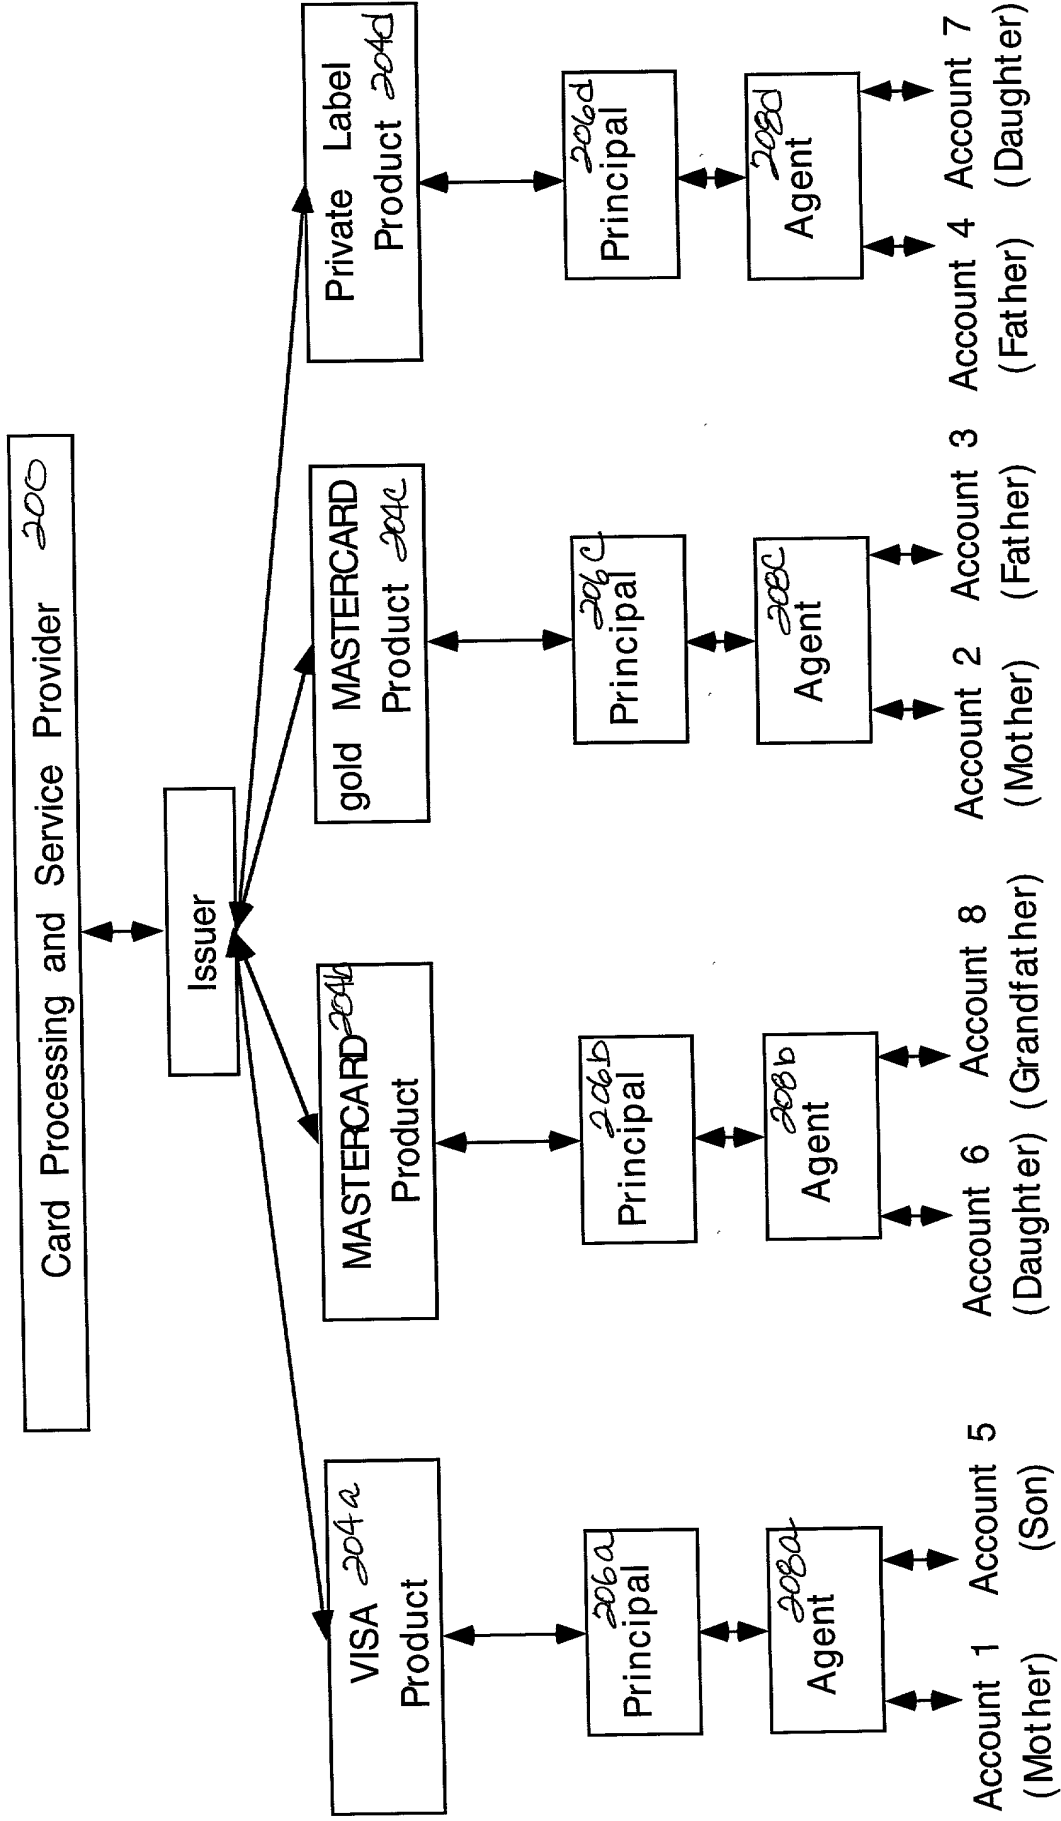 Card Processing and Service Provider 200
Issuer
VISA 204a
Product
MASTERCARD 204b
Product
gold MASTERCARD
Product 204c
Private Label
Product 204d
206a
Principal
206b
Principal
206c
Principal
206d
Principal
208a
Agent
208b
Agent
208c
Agent
208d
Agent
Account 1
(Mother)
Account 5
(Son)
Account 6
(Daughter)
Account 8
(Grandfather)
Account 2
(Mother)
Account 3
(Father)
Account 4
(Father)
Account 7
(Daughter)